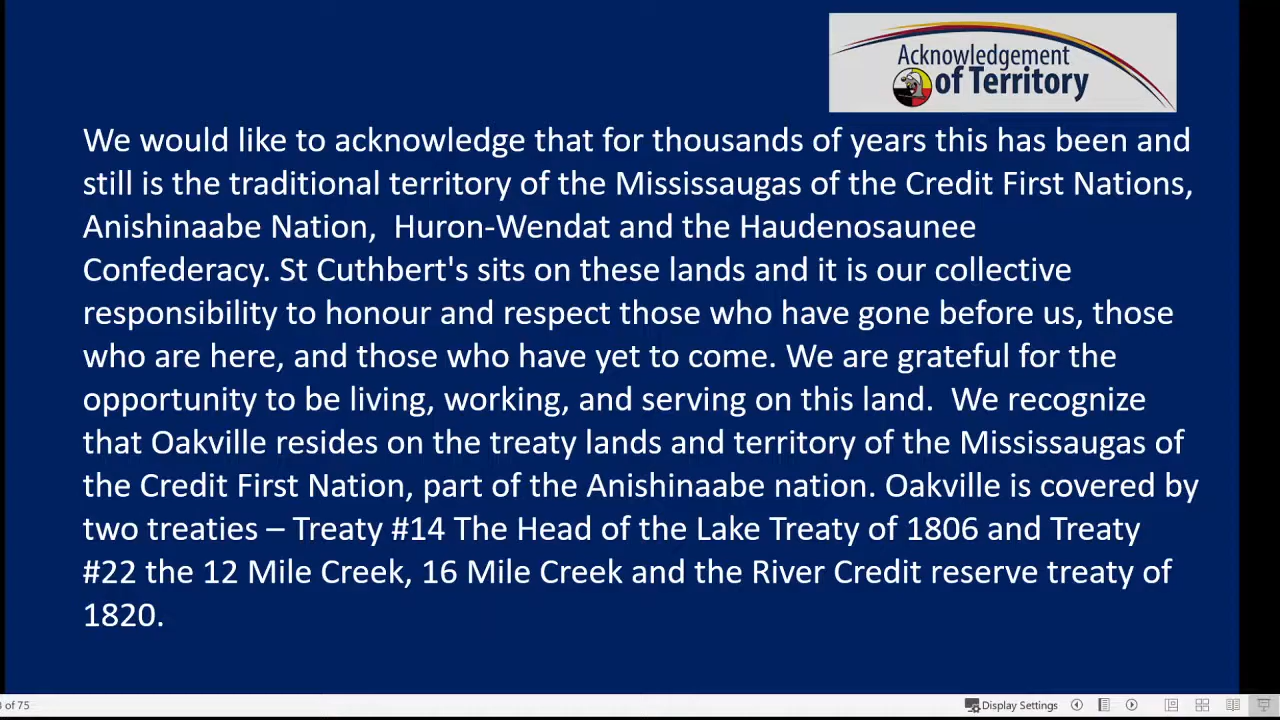 Acknowledgement
of Territory
We would like to acknowledge that for thousands of years this has been and
still is the traditional territory of the Mississaugas of the Credit First Nations,
Anishinaabe Nation,  Huron-Wendat and the Haudenosaunee
Confederacy. St Cuthbert's sits on these lands and it is our collective
responsibility to honour and respect those who have gone before us, those
who are here, and those who have yet to come. We are grateful for the
opportunity to be living, working, and serving on this land.  We recognize
that Oakville resides on the treaty lands and territory of the Mississaugas of
the Credit First Nation, part of the Anishinaabe nation. Oakville is covered by
two treaties – Treaty #14 The Head of the Lake Treaty of 1806 and Treaty
#22 the 12 Mile Creek, 16 Mile Creek and the River Credit reserve treaty of
1820.
of 75
Display Settings